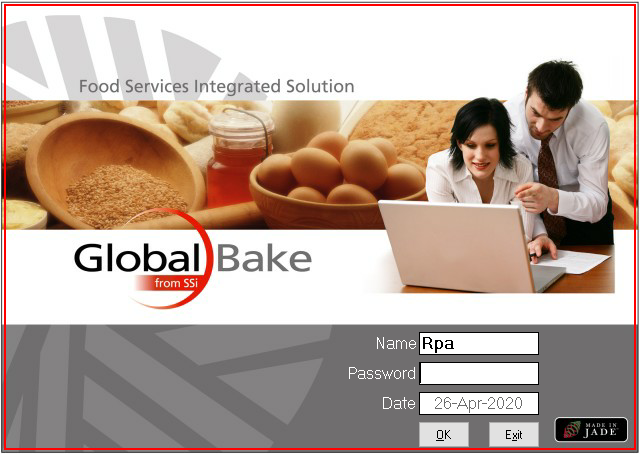 Food Services Integrated Solution
Global Bake
from SSi
Name Rpa
Password
Date 26-Apr-2020
OK Exit
MADE IN
JADE